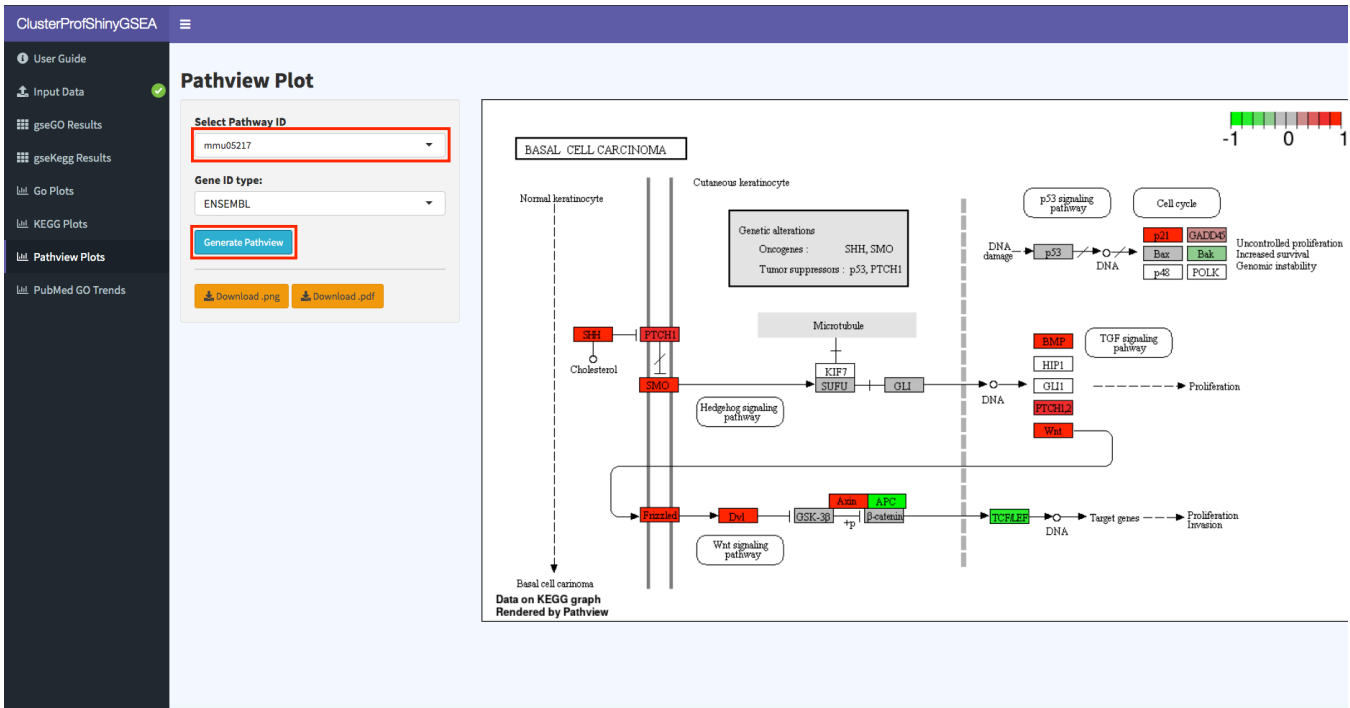 ClusterProfShinyGSEA
User Guide
Input Data
gseGO Results
gseKegg Results
Go Plots
KEGG Plots
Pathview Plots
PubMed GO Trends
Pathview Plot
Select Pathway ID
mmu05217
Gene ID type:
ENSEMBL
Generate Pathview
Download .png Download .pdf
-1 0 1
BASAL CELL CARCINOMA
Normal keratinocyte
Cutaneous keratinocyte
Genetic alterations
Oncogenes : SHH, SMO
Tumor suppressors : p53, PTCH1
p53 signaling
pathway
Cell cycle
DNA
damage
p53
DNA
p21 GADD45
Bax Bak
p48 POLK
Uncontrolled proliferation
Increased survival
Genomic instability
Microtubule
SHH PTCH1
Cholesterol
SMO
KIF7
SUFU GLI
Hedgehog signaling
pathway
DNA
BMP
HIP1
GLI1
PTCH1,2
Wnt
TGF signaling
pahway
Proliferation
Frizzled Dvl
GSK-3β
Axin APC
+p
β-catenin
TCF/LEF
DNA
Target genes
Proliferation
Invasion
Wnt signaling
pathway
Basal cell carinoma
Data on KEGG graph
Rendered by Pathview